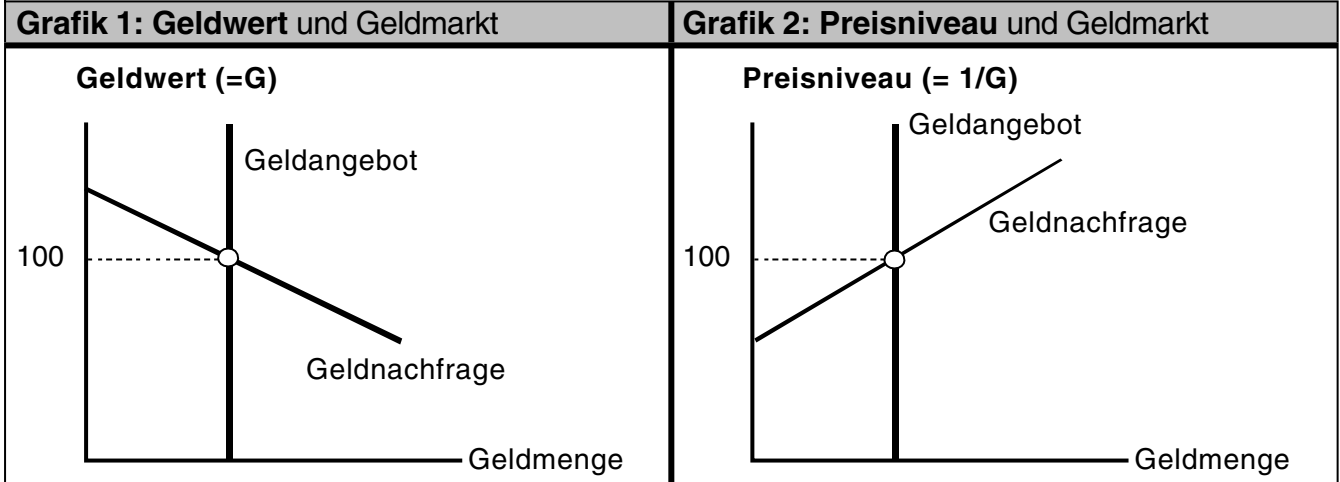 Grafik 1: Geldwert und Geldmarkt
Geldwert (=G)
Geldangebot
100
Geldnachfrage
Geldmenge
Grafik 2: Preisniveau und Geldmarkt
Preisniveau (= 1/G)
Geldangebot
Geldnachfrage
100
Geldmenge